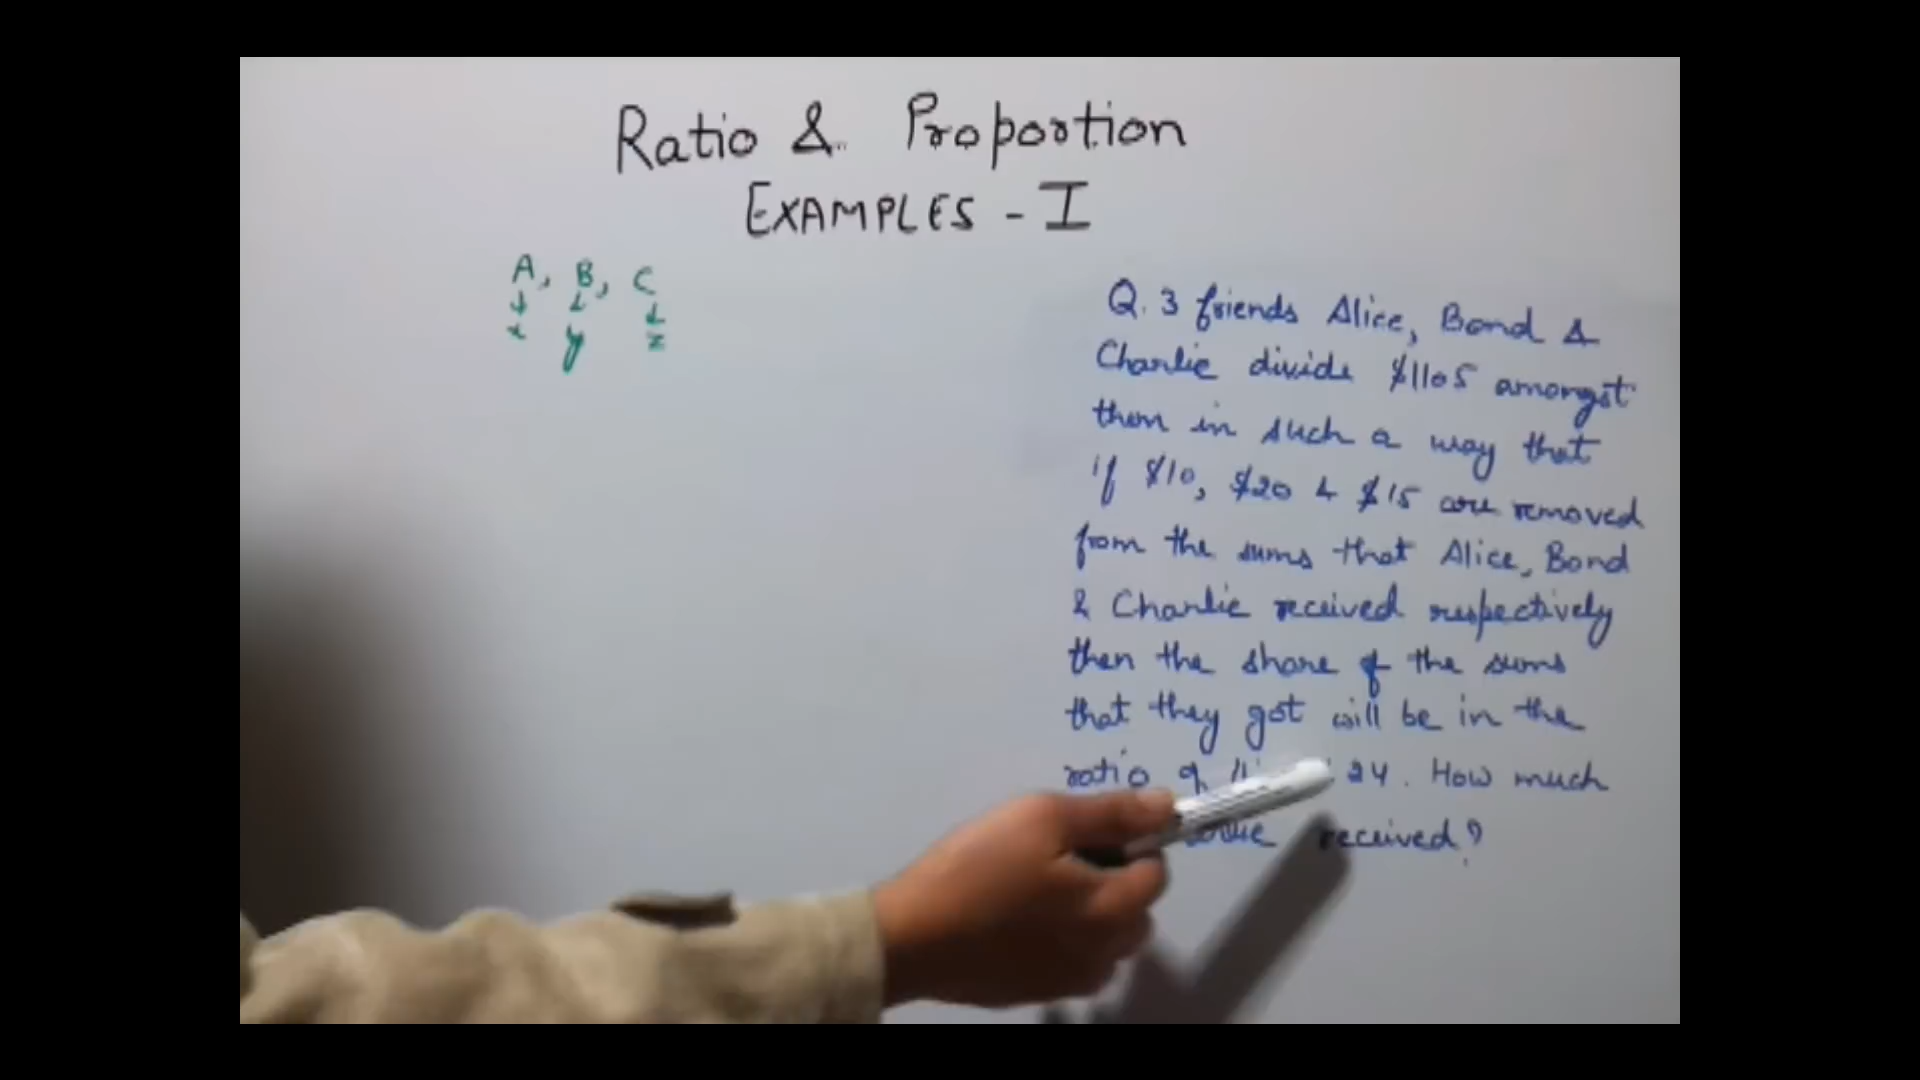 Ratio & Proportion
EXAMPLES - I
A, B, C
x y z
Q. 3 friends Alice, Bond &
Charlie divide $1105 amongst
them in such a way that
if $10, $20 & $15 are removed
from the sums that Alice, Bond
& Charlie received respectively
then the share of the sums
that they got will be in the
ratio of 24. How much
received?